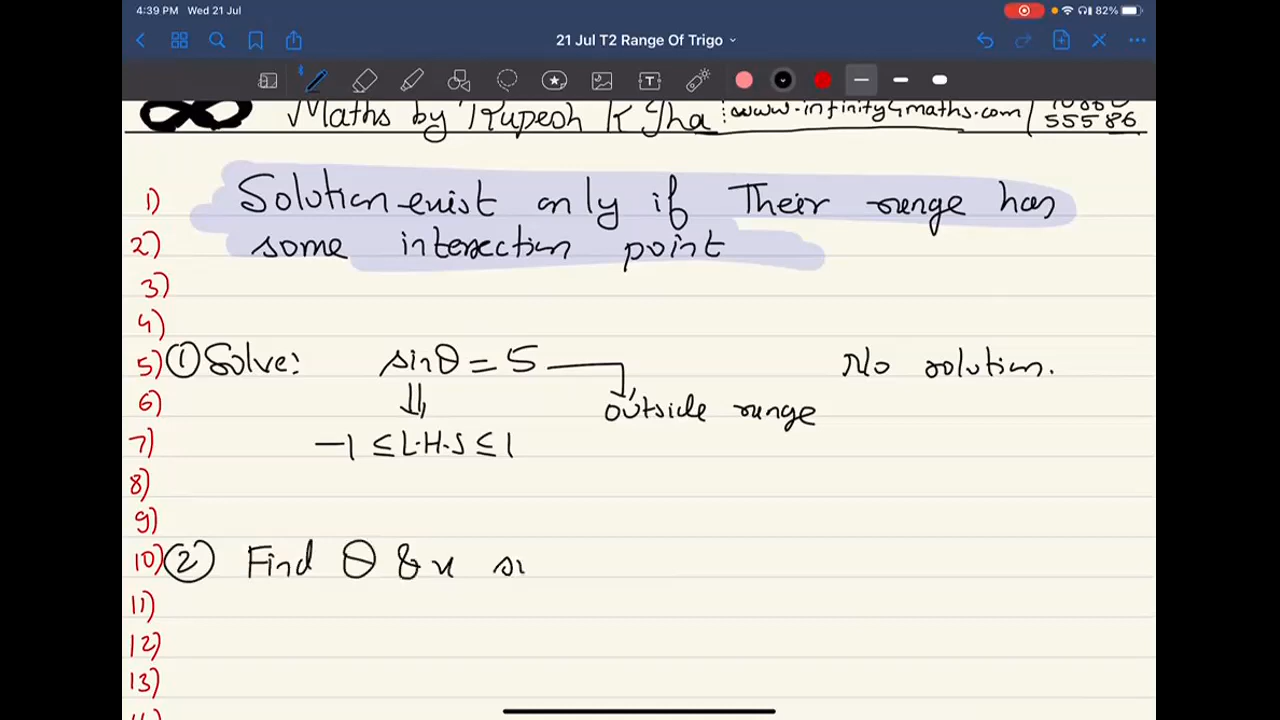 4:39 PM Wed 21 Jul
82%
21 Jul T2 Range Of Trigo
Maths by Rupesh K Jha www.infinity4maths.com
55586
1) Solution exist only if Their range has
2) some intersection point
3)
4)
5) ① Solve: sinθ = 5 No solution.
6) outside range
7) -1 ≤ L.H.S ≤ 1
8)
9)
10) ② Find θ & x
11)
12)
13)